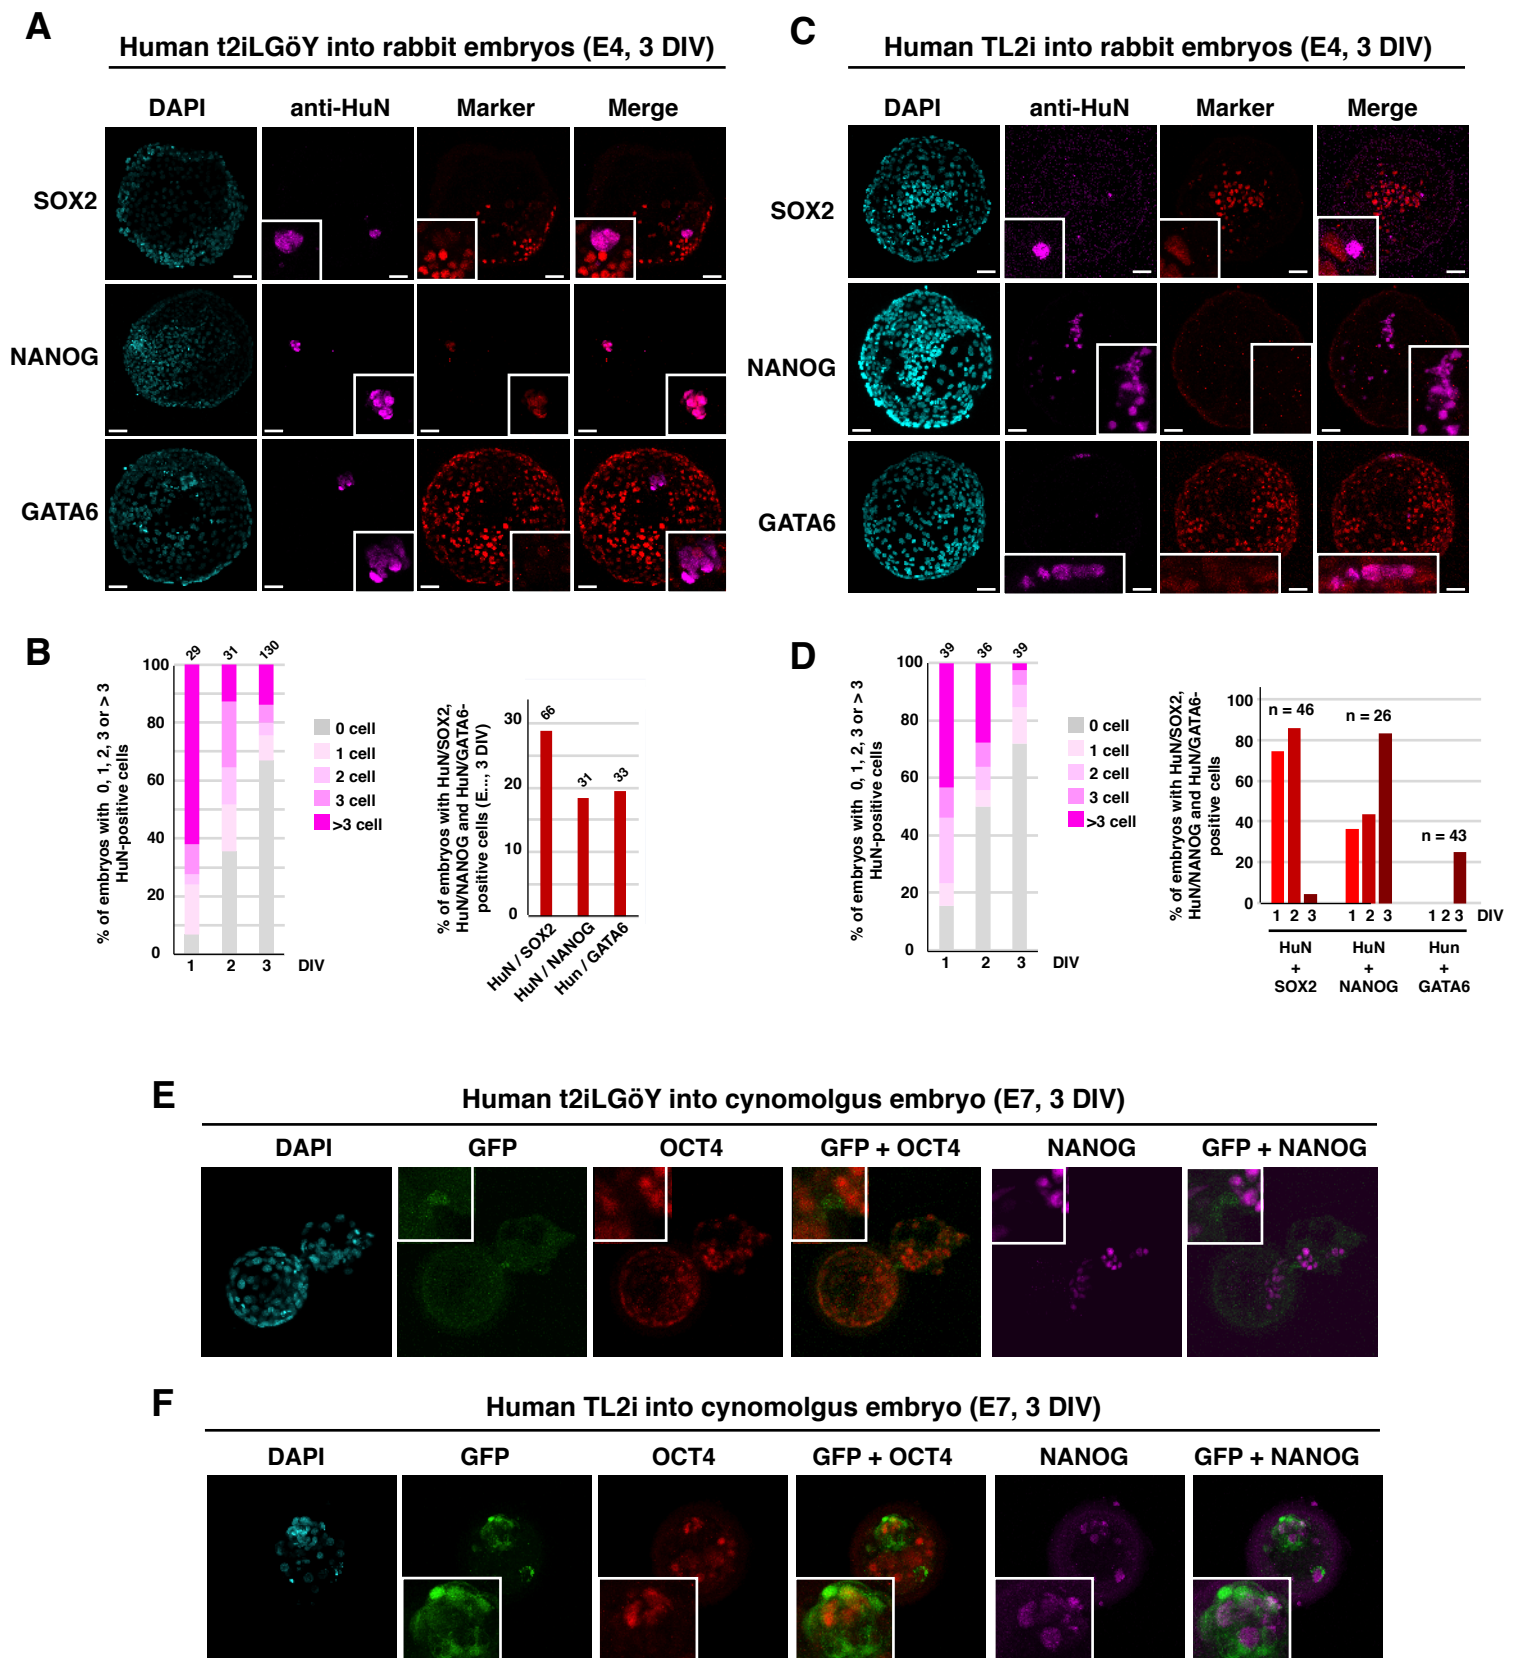 A
Human t2iLGöY into rabbit embryos (E4, 3 DIV)
DAPI anti-HuN Marker Merge
SOX2
NANOG
GATA6
C
Human TL2i into rabbit embryos (E4, 3 DIV)
DAPI anti-HuN Marker Merge
SOX2
NANOG
GATA6
B
% of embryos with 0, 1, 2, 3 or > 3
HuN-positive cells
100
80
60
40
20
0
29 31 130
1 2 3 DIV
0 cell
1 cell
2 cell
3 cell
>3 cell
% of embryos with HuN/SOX2,
HuN/NANOG and HuN/GATA6-
positive cells (E..., 3 DIV)
30
20
10
0
66
31
33
HuN / SOX2
HuN / NANOG
Hun / GATA6
D
% of embryos with 0, 1, 2, 3 or > 3
HuN-positive cells
100
80
60
40
20
0
39 36 39
1 2 3 DIV
0 cell
1 cell
2 cell
3 cell
>3 cell
% of embryos with HuN/SOX2,
HuN/NANOG and HuN/GATA6-
positive cells
100
80
60
40
20
0
n = 46
n = 26
n = 43
1 2 3 1 2 3 1 2 3 DIV
HuN HuN Hun
+ + +
SOX2 NANOG GATA6
E
Human t2iLGöY into cynomolgus embryo (E7, 3 DIV)
DAPI GFP OCT4 GFP + OCT4 NANOG GFP + NANOG
F
Human TL2i into cynomolgus embryo (E7, 3 DIV)
DAPI GFP OCT4 GFP + OCT4 NANOG GFP + NANOG